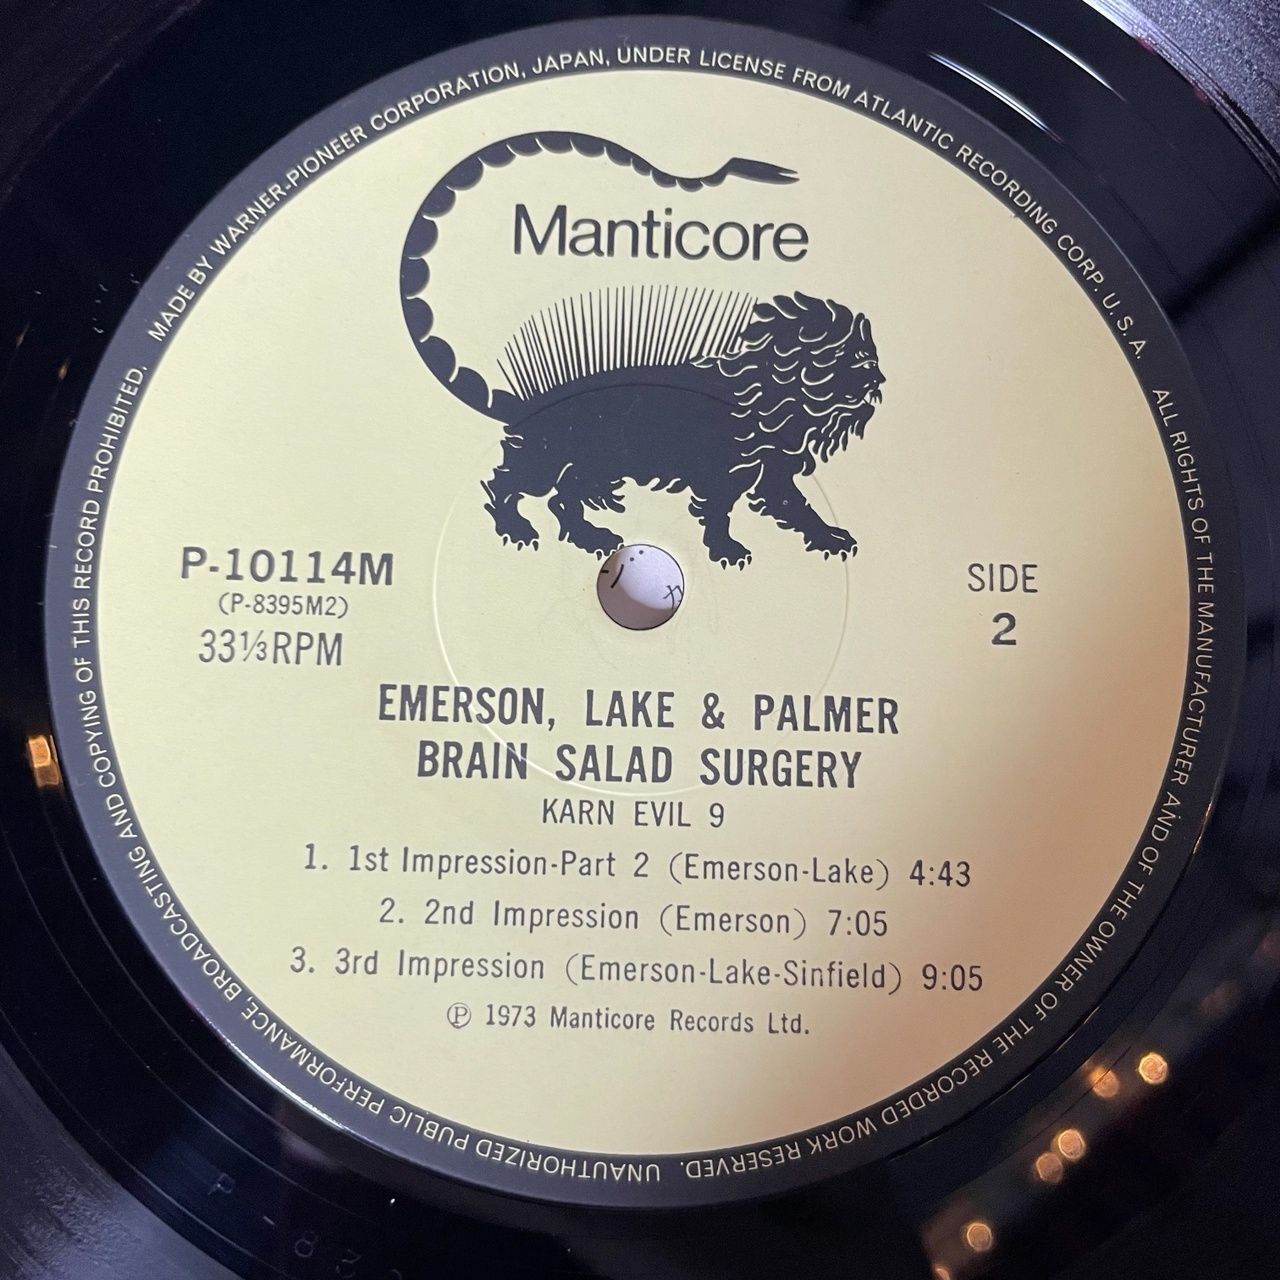 MADE BY WARNER-PIONEER CORPORATION, JAPAN, UNDER LICENSE FROM ATLANTIC RECORDING CORP. U.S.A.
ALL RIGHTS OF THE MANUFACTURER AND OF THE OWNER OF THE RECORDED WORK RESERVED.
UNAUTHORIZED PUBLIC PERFORMANCE, BROADCASTING AND COPYING OF THIS RECORD PROHIBITED.
Manticore
P-10114M
(P-8395M2)
33⅓RPM
SIDE
2
EMERSON, LAKE & PALMER
BRAIN SALAD SURGERY
KARN EVIL 9
1. 1st Impression-Part 2 (Emerson-Lake) 4:43
2. 2nd Impression (Emerson) 7:05
3. 3rd Impression (Emerson-Lake-Sinfield) 9:05
℗ 1973 Manticore Records Ltd.